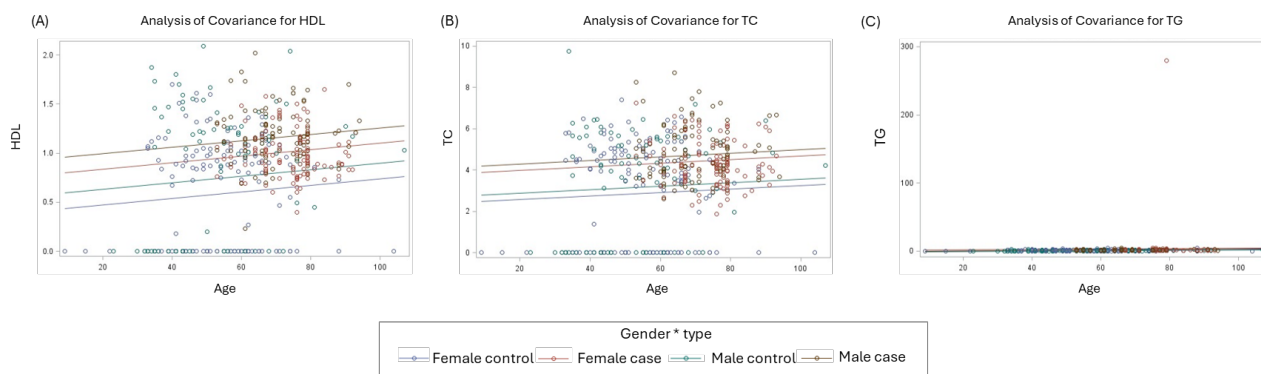 (A)
Analysis of Covariance for HDL
2.0
1.5
1.0
0.5
0.0
HDL
20 40 60 80 100
Age
(B)
Analysis of Covariance for TC
10
8
6
4
2
0
TC
20 40 60 80 100
Age
(C)
Analysis of Covariance for TG
300
200
100
0
TG
20 40 60 80 100
Age
Gender * type
Female control Female case Male control Male case